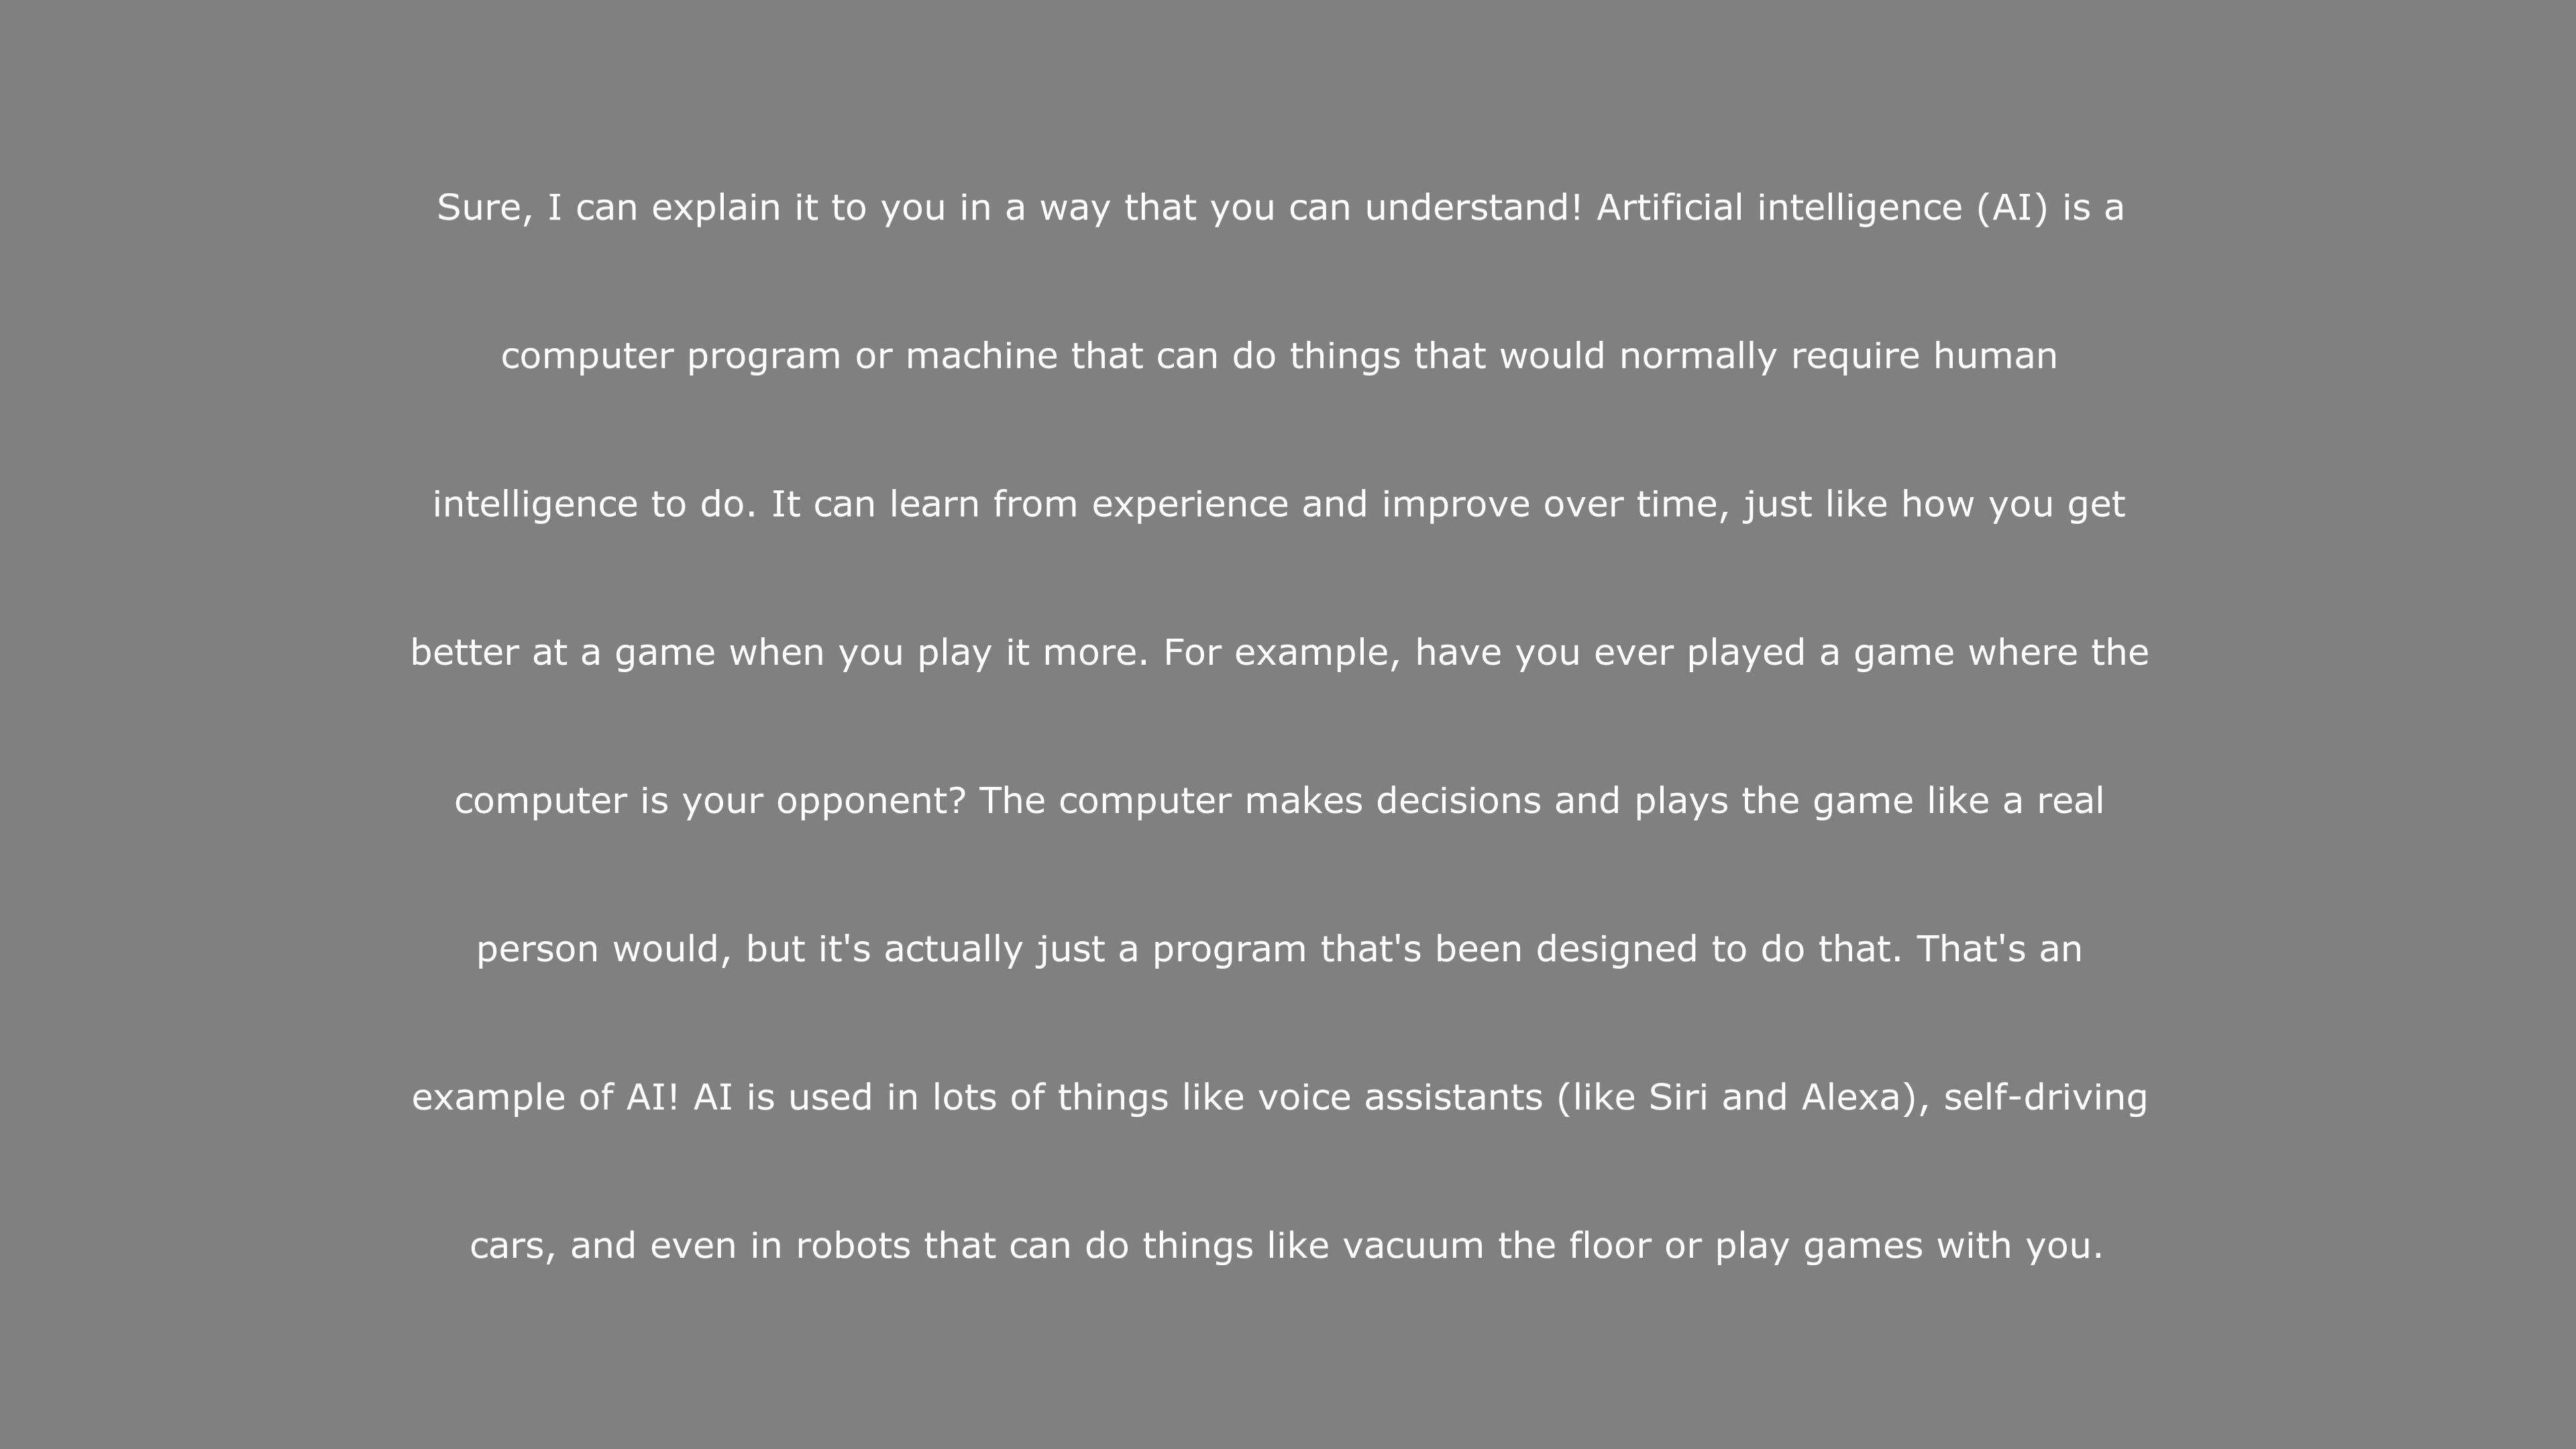 Sure, I can explain it to you in a way that you can understand! Artificial intelligence (AI) is a
computer program or machine that can do things that would normally require human
intelligence to do. It can learn from experience and improve over time, just like how you get
better at a game when you play it more. For example, have you ever played a game where the
computer is your opponent? The computer makes decisions and plays the game like a real
person would, but it's actually just a program that's been designed to do that. That's an
example of AI! AI is used in lots of things like voice assistants (like Siri and Alexa), self-driving
cars, and even in robots that can do things like vacuum the floor or play games with you.